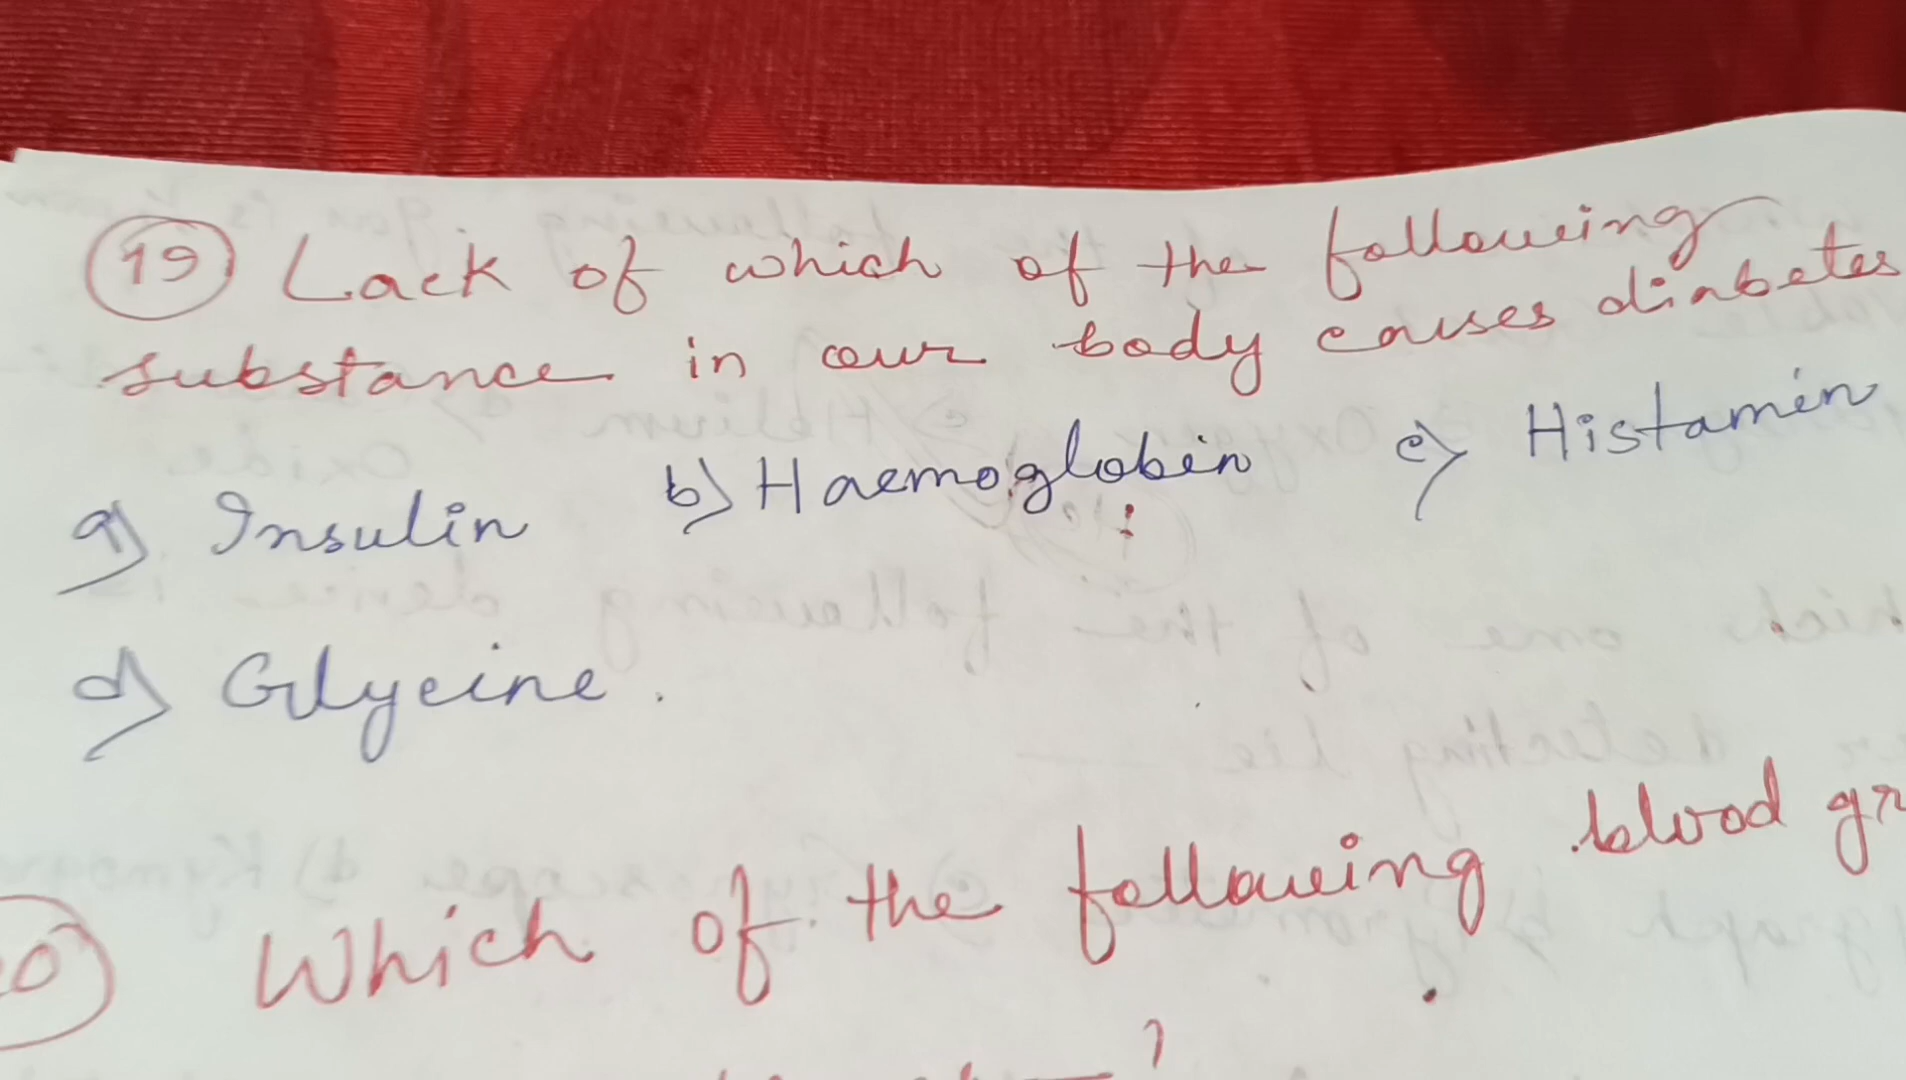 19 Lack of which of the following
substance in our body causes diabetes
a) Insulin b) Haemoglobin c) Histamin
d) Glycine.
Which of the following blood gr